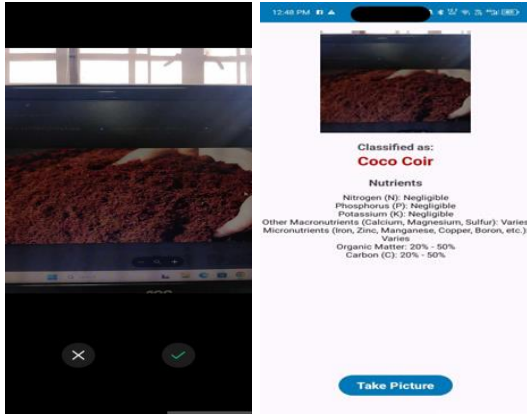 12:48 PM
Classified as:
Coco Coir
Nutrients
Nitrogen (N): Negligible
Phosphorus (P): Negligible
Potassium (K): Negligible
Other Macronutrients (Calcium, Magnesium, Sulfur): Varies
Micronutrients (Iron, Zinc, Manganese, Copper, Boron, etc.):
Varies
Organic Matter: 20% - 50%
Carbon (C): 20% - 50%
Take Picture